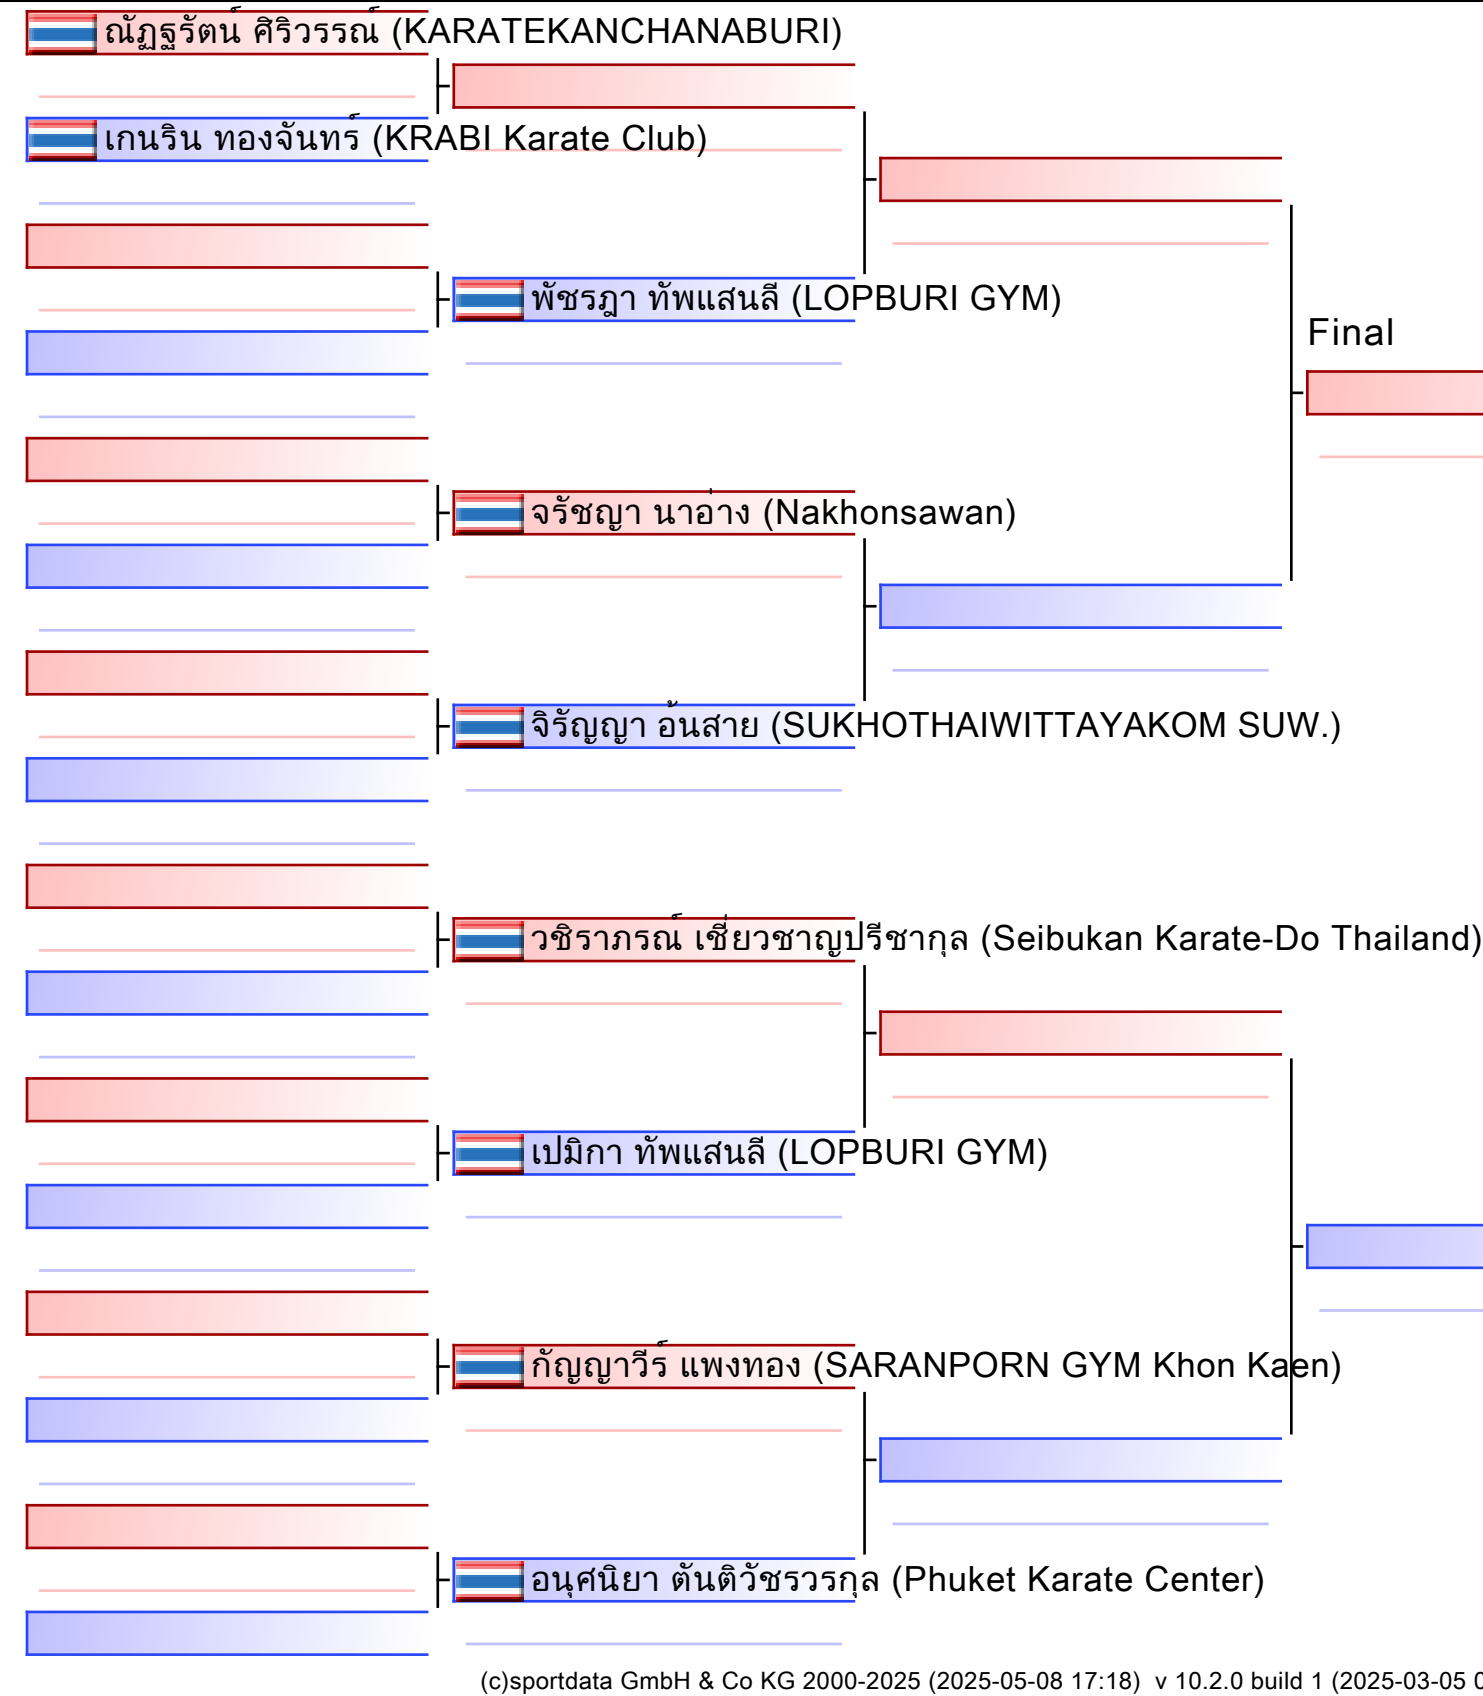 ณัฏฐรัตน์ ศิริวรรณ์ (KARATEKANCHANABURI)
เกนริน ทองจันทร์ (KRABI Karate Club)
พัชรฎา ทัพแสนลี (LOPBURI GYM)
Final
จรัชญา นาอ่าง (Nakhonsawan)
จิรัญญา อ้นสาย (SUKHOTHAIWITTAYAKOM SUW.)
วชิราภรณ์ เชี่ยวชาญปรีชากุล (Seibukan Karate-Do Thailand)
เปมิกา ทัพแสนลี (LOPBURI GYM)
กัญญาวีร์ แพงทอง (SARANPORN GYM Khon Kaen)
อนุศนิยา ตันติวัชรวรกุล (Phuket Karate Center)
(c)sportdata GmbH & Co KG 2000-2025 (2025-05-08 17:18) v 10.2.0 build 1 (2025-03-05